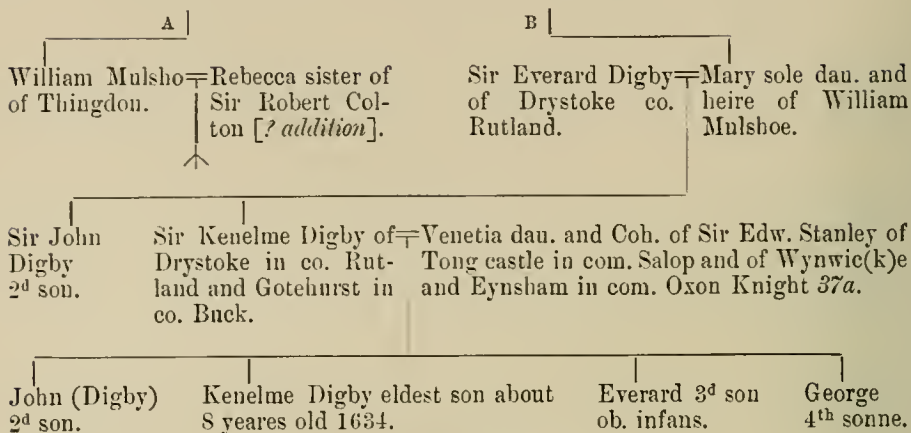 A
B
William Mulsho
of Thingdon.
Rebecca sister of
Sir Robert Col-
ton [? addition].
Sir Everard Digby
of Drystoke co.
Rutland.
Mary sole dau. and
heire of William
Mulshoe.
Sir John
Digby
2d son.
Sir Kenelme Digby of
Drystoke in co. Rut-
land and Gotehurst in
co. Buck.
Venetia dau. and Coh. of Sir Edw. Stanley of
Tong castle in com. Salop and of Wynwic(k)e
and Eynsham in com. Oxon Knight 37a.
John (Digby)
2d son.
Kenelme Digby eldest son about
8 yeares old 1634.
Everard 3d son
ob. infans.
George
4th sonne.